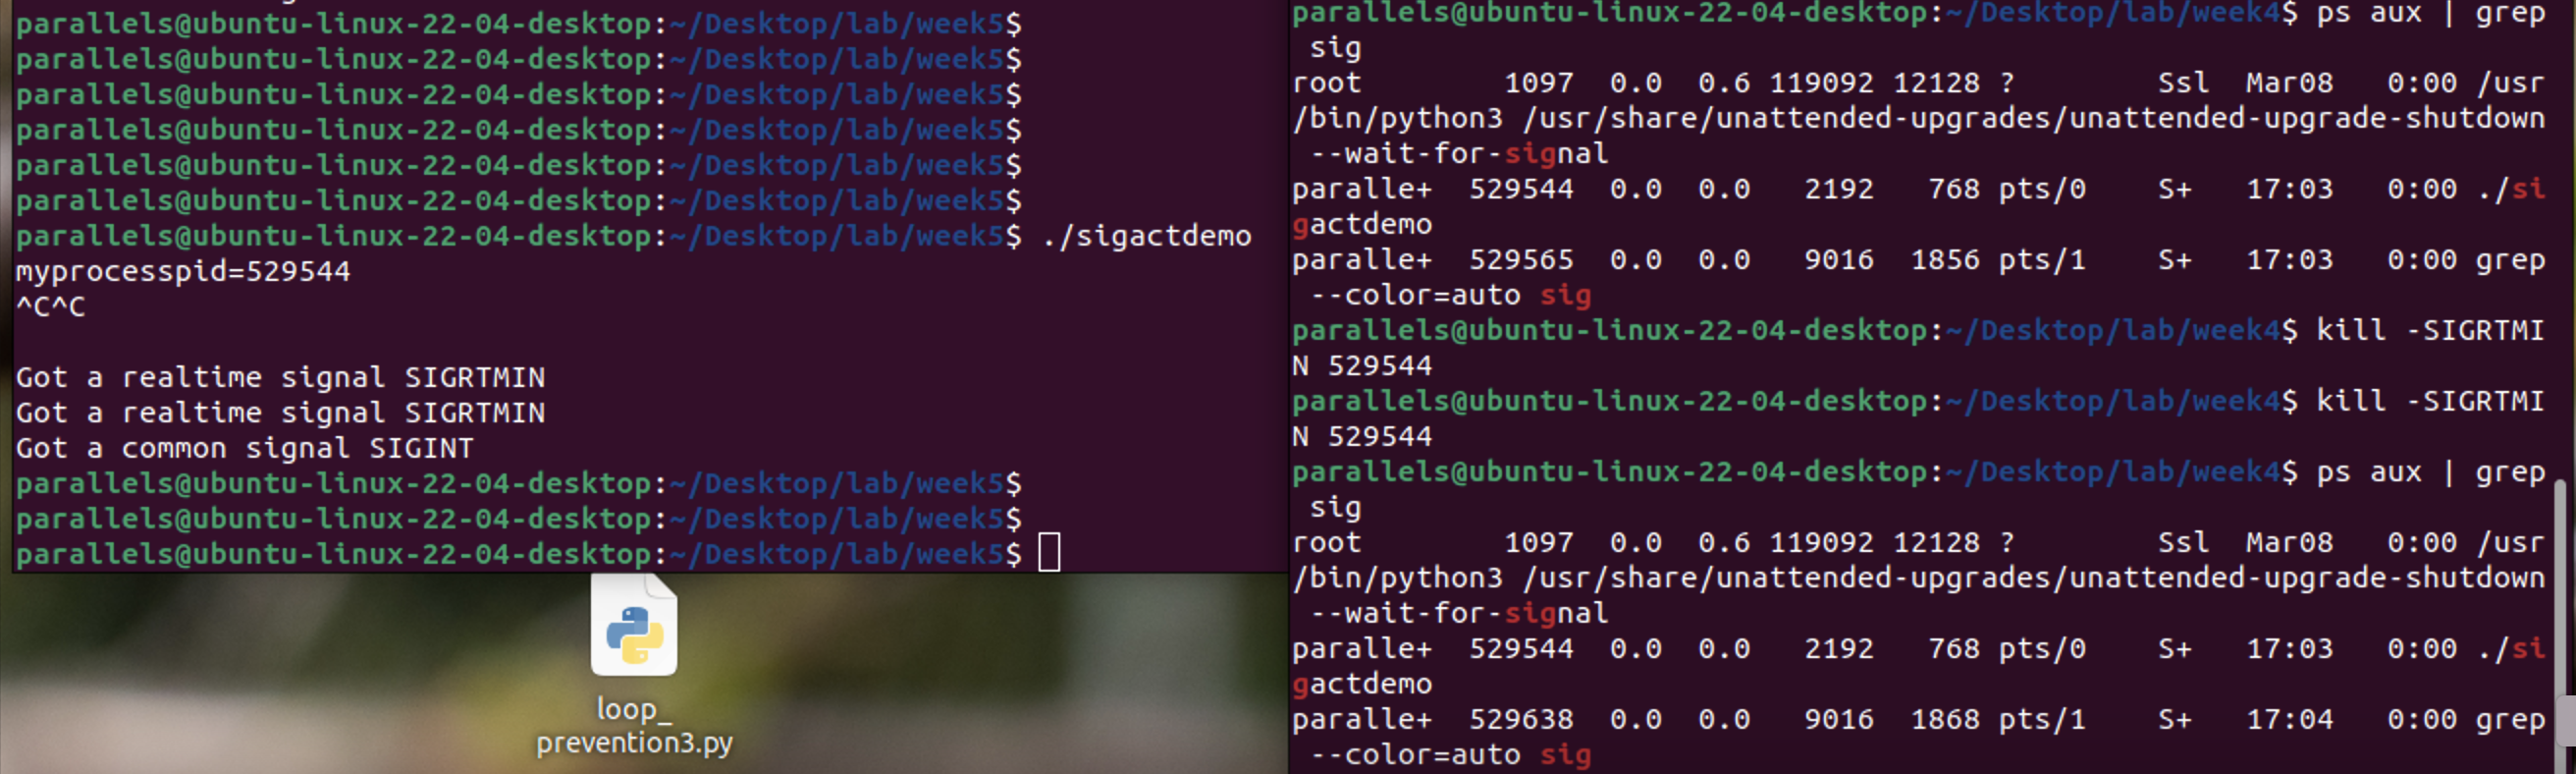 parallels@ubuntu-linux-22-04-desktop:~/Desktop/lab/week5$
parallels@ubuntu-linux-22-04-desktop:~/Desktop/lab/week5$
parallels@ubuntu-linux-22-04-desktop:~/Desktop/lab/week5$
parallels@ubuntu-linux-22-04-desktop:~/Desktop/lab/week5$
parallels@ubuntu-linux-22-04-desktop:~/Desktop/lab/week5$
parallels@ubuntu-linux-22-04-desktop:~/Desktop/lab/week5$
parallels@ubuntu-linux-22-04-desktop:~/Desktop/lab/week5$ ./sigactdemo
myprocesspid=529544
^C^C
Got a realtime signal SIGRTMIN
Got a realtime signal SIGRTMIN
Got a common signal SIGINT
parallels@ubuntu-linux-22-04-desktop:~/Desktop/lab/week5$
parallels@ubuntu-linux-22-04-desktop:~/Desktop/lab/week5$
parallels@ubuntu-linux-22-04-desktop:~/Desktop/lab/week5$
loop_
prevention3.py
parallels@ubuntu-linux-22-04-desktop:~/Desktop/lab/week4$ ps aux | grep
sig
root 1097 0.0 0.6 119092 12128 ? Ssl Mar08 0:00 /usr
/bin/python3 /usr/share/unattended-upgrades/unattended-upgrade-shutdown
--wait-for-signal
paralle+ 529544 0.0 0.0 2192 768 pts/0 S+ 17:03 0:00 ./si
gactdemo
paralle+ 529565 0.0 0.0 9016 1856 pts/1 S+ 17:03 0:00 grep
--color=auto sig
parallels@ubuntu-linux-22-04-desktop:~/Desktop/lab/week4$ kill -SIGRTMI
N 529544
parallels@ubuntu-linux-22-04-desktop:~/Desktop/lab/week4$ kill -SIGRTMI
N 529544
parallels@ubuntu-linux-22-04-desktop:~/Desktop/lab/week4$ ps aux | grep
sig
root 1097 0.0 0.6 119092 12128 ? Ssl Mar08 0:00 /usr
/bin/python3 /usr/share/unattended-upgrades/unattended-upgrade-shutdown
--wait-for-signal
paralle+ 529544 0.0 0.0 2192 768 pts/0 S+ 17:03 0:00 ./si
gactdemo
paralle+ 529638 0.0 0.0 9016 1868 pts/1 S+ 17:04 0:00 grep
--color=auto sig